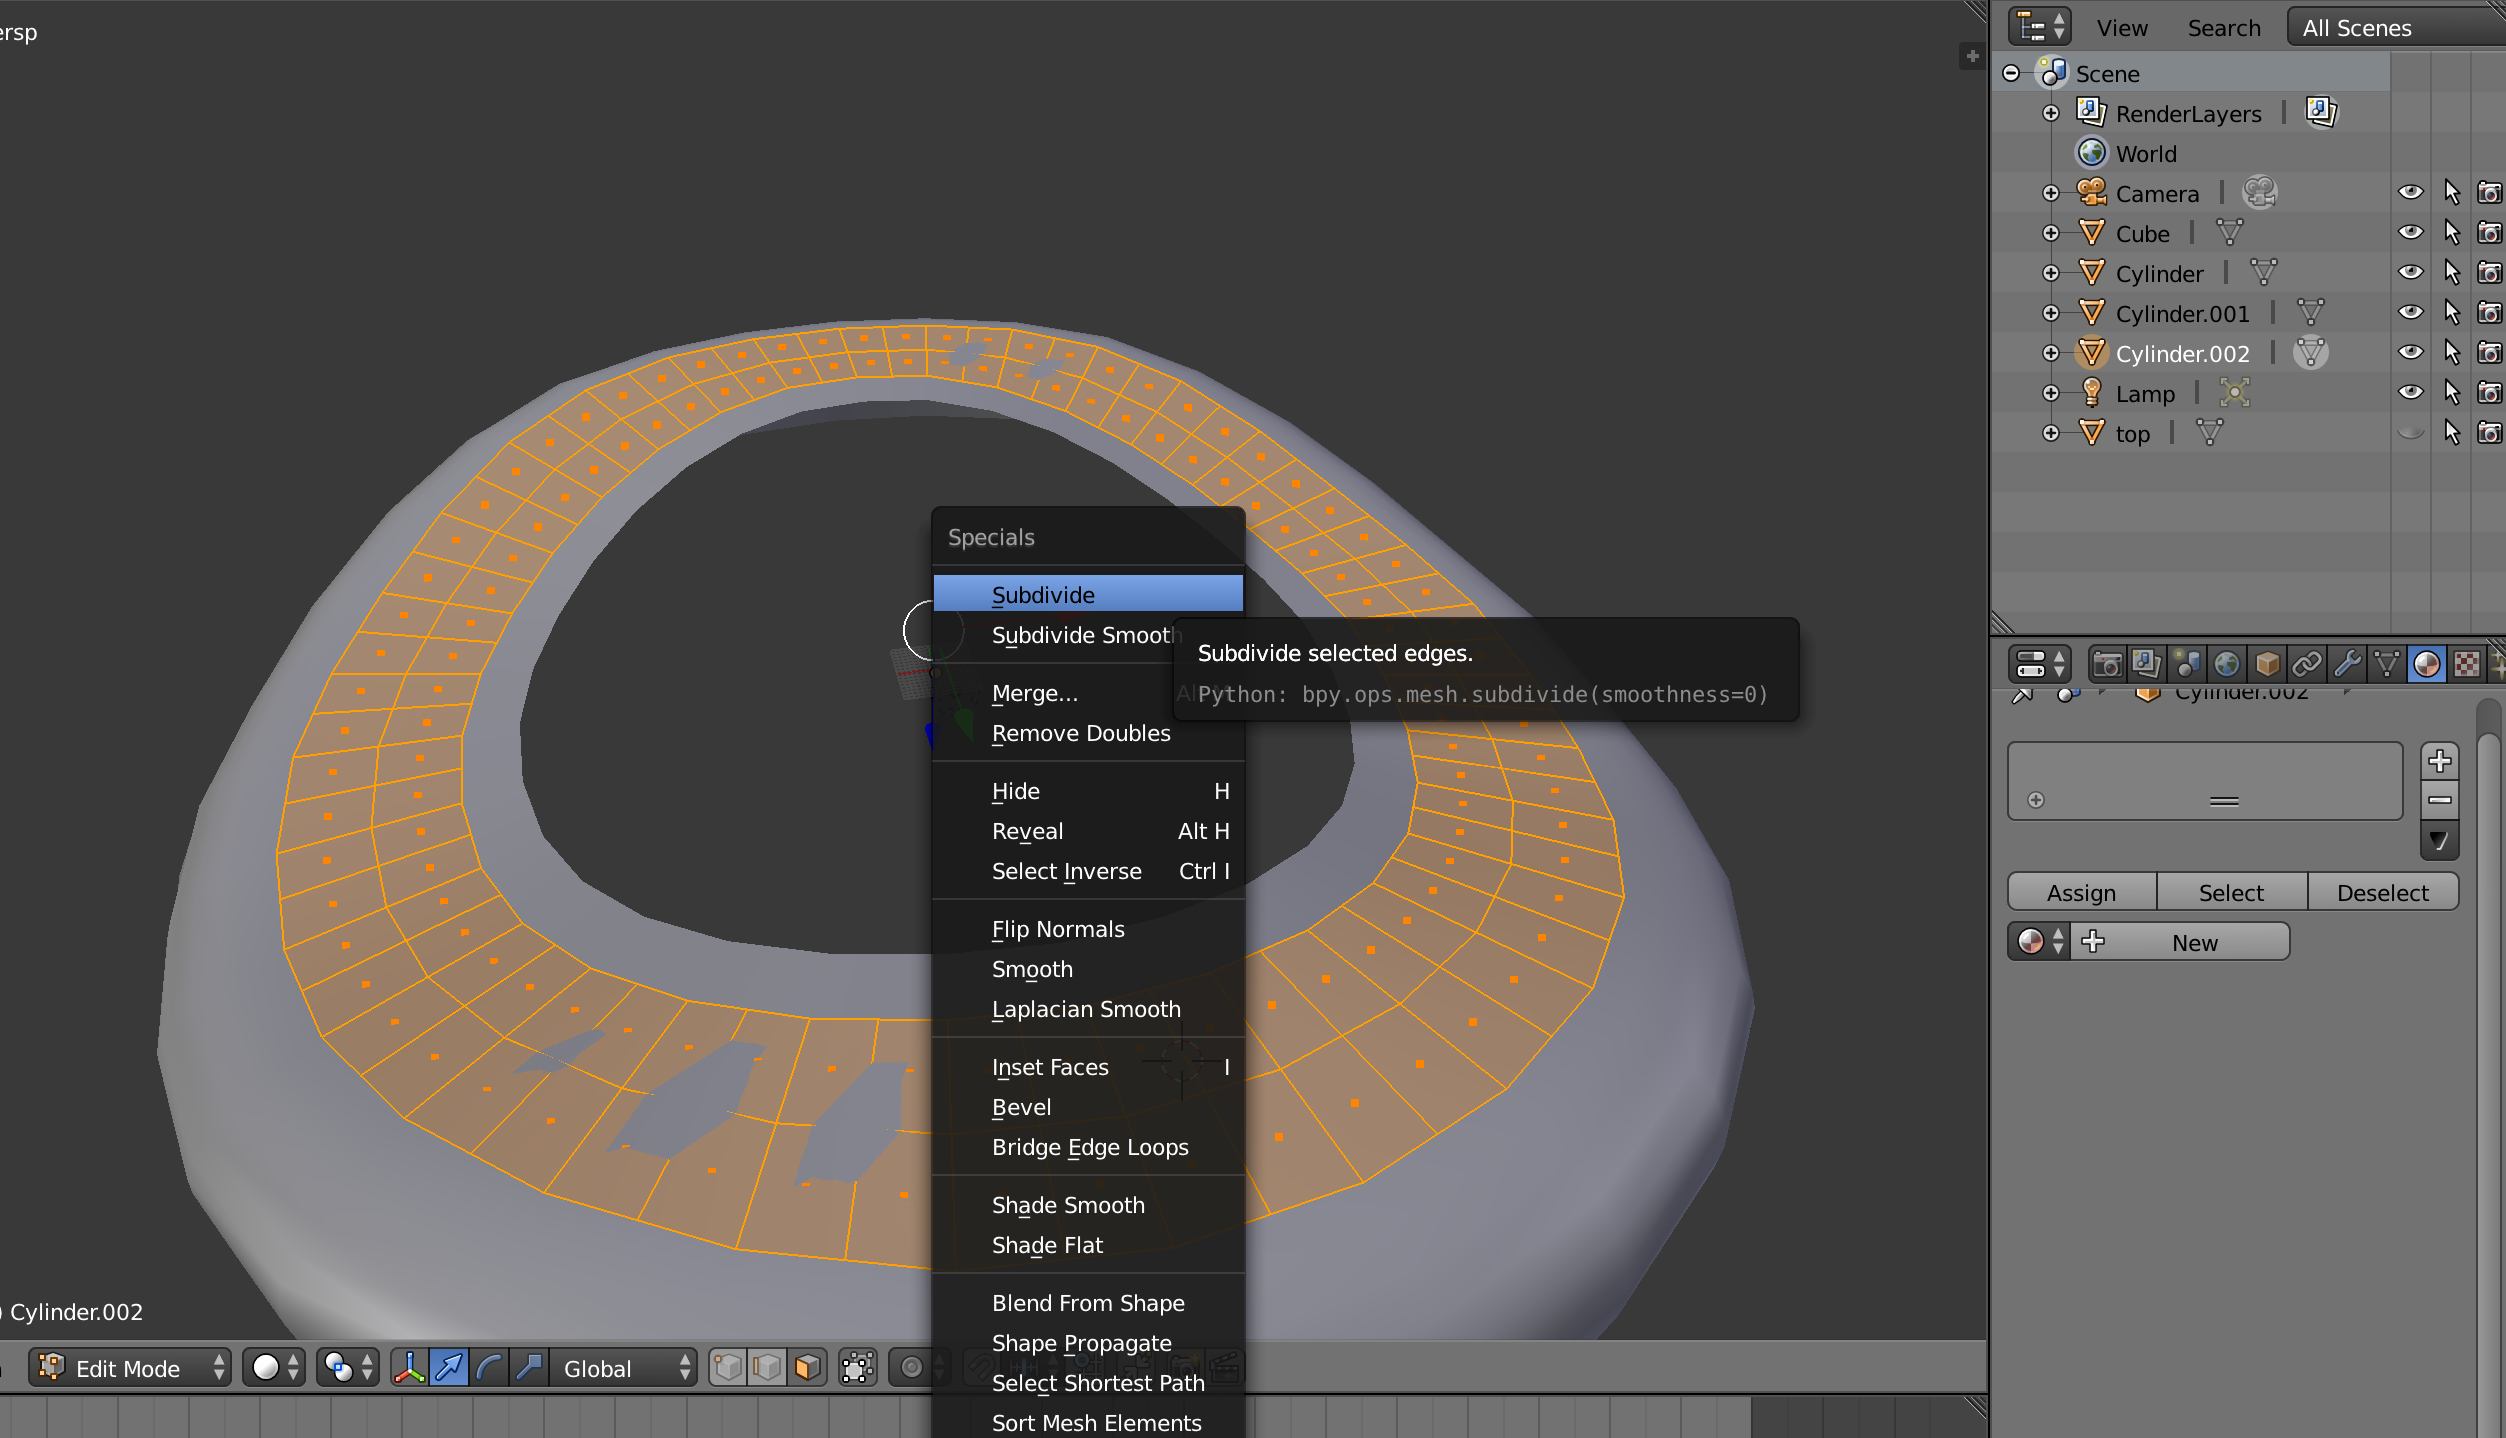 ersp
View Search All Scenes
Scene
RenderLayers
World
Camera
Cube
Cylinder
Cylinder.001
Cylinder.002
Lamp
top
Specials
Subdivide
Subdivide Smooth
Merge...
Remove Doubles
Hide H
Reveal Alt H
Select Inverse Ctrl I
Flip Normals
Smooth
Laplacian Smooth
Inset Faces I
Bevel
Bridge Edge Loops
Shade Smooth
Shade Flat
Blend From Shape
Shape Propagate
Select Shortest Path
Sort Mesh Elements
Subdivide selected edges.
Python: bpy.ops.mesh.subdivide(smoothness=0)
Cylinder.002
Assign Select Deselect
New
) Cylinder.002
Edit Mode Global